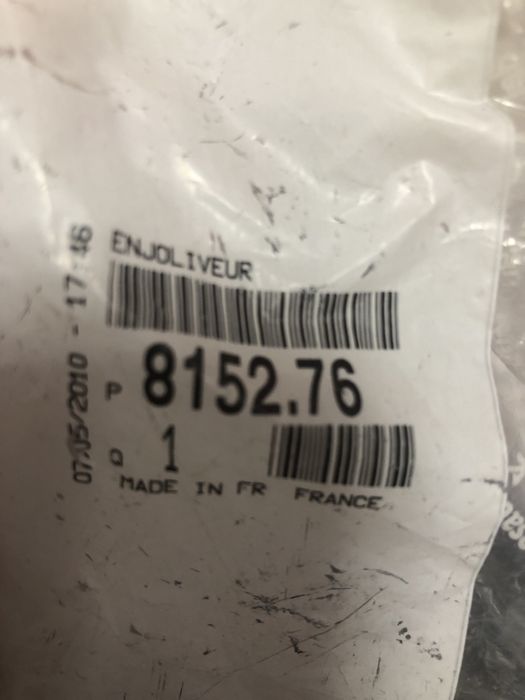 ENJOLIVEUR
P 8152.76
Q 1
MADE IN FR FRANCE
07/05/2010 - 17:46